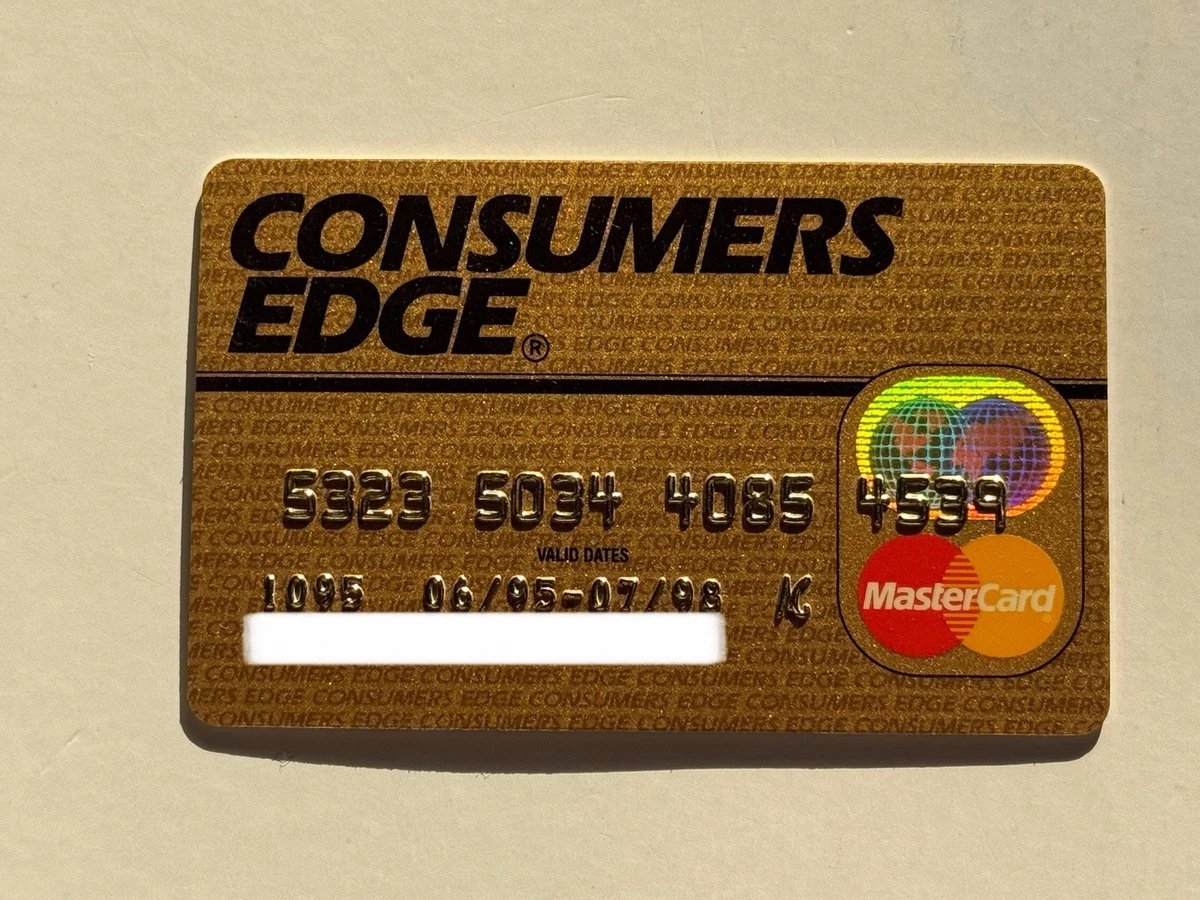 CONSUMERS
EDGE®
5323 5034 4085 4539
VALID DATES
1095 06/95-07/98
MasterCard